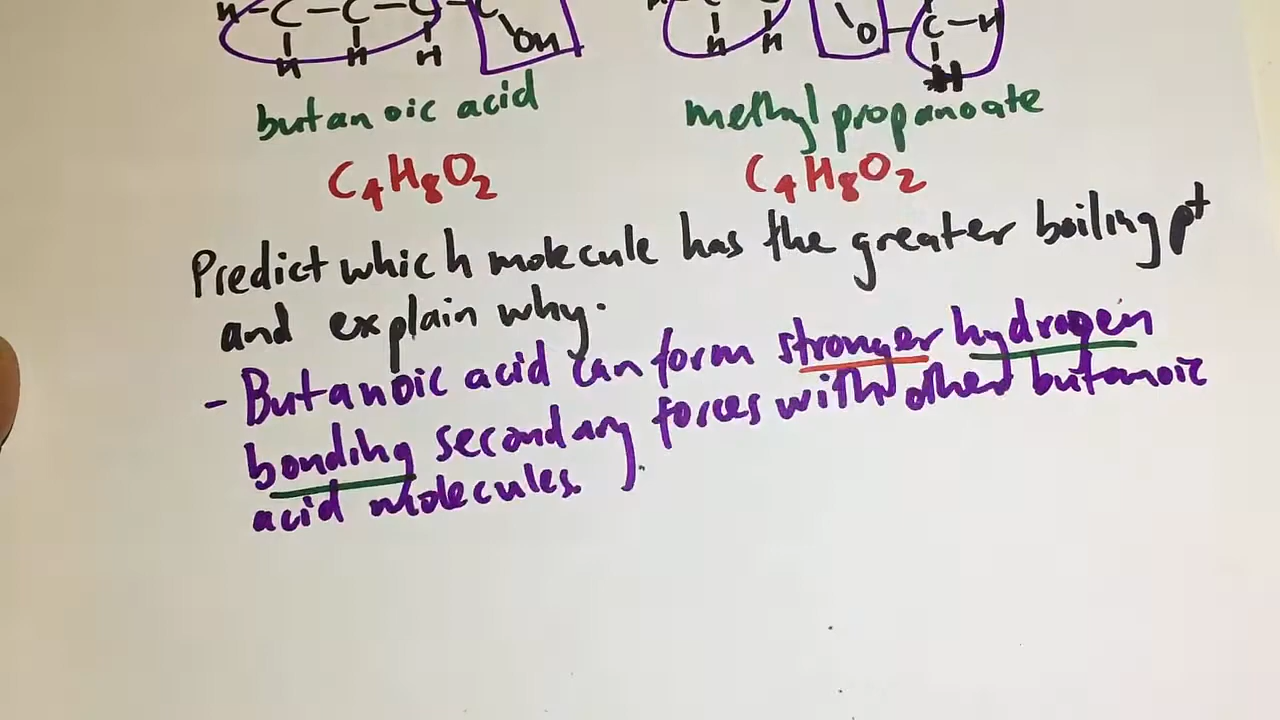 H-C-C-C-C H C-H
H H H OH H H O H
butanoic acid methyl propanoate
C4H8O2 C4H8O2
Predict which molecule has the greater boiling pt
and explain why.
- Butanoic acid can form stronger hydrogen
bonding secondary forces with other butanoic
acid molecules.